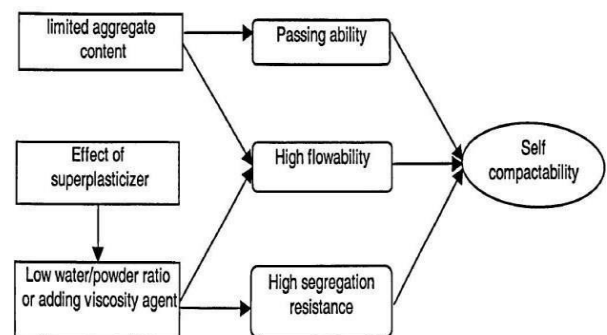 limited aggregate
content
Passing ability
Effect of
superplasticizer
High flowability
Self
compactability
Low water/powder ratio
or adding viscosity agent
High segregation
resistance